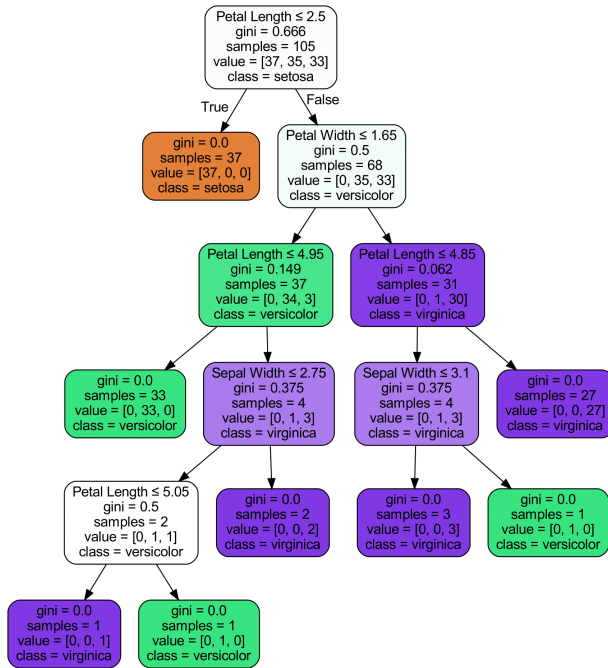 Petal Length ≤ 2.5
gini = 0.666
samples = 105
value = [37, 35, 33]
class = setosa
True
False
gini = 0.0
samples = 37
value = [37, 0, 0]
class = setosa
Petal Width ≤ 1.65
gini = 0.5
samples = 68
value = [0, 35, 33]
class = versicolor
Petal Length ≤ 4.95
gini = 0.149
samples = 37
value = [0, 34, 3]
class = versicolor
Petal Length ≤ 4.85
gini = 0.062
samples = 31
value = [0, 1, 30]
class = virginica
gini = 0.0
samples = 33
value = [0, 33, 0]
class = versicolor
Sepal Width ≤ 2.75
gini = 0.375
samples = 4
value = [0, 1, 3]
class = virginica
Sepal Width ≤ 3.1
gini = 0.375
samples = 4
value = [0, 1, 3]
class = virginica
gini = 0.0
samples = 27
value = [0, 0, 27]
class = virginica
Petal Length ≤ 5.05
gini = 0.5
samples = 2
value = [0, 1, 1]
class = versicolor
gini = 0.0
samples = 2
value = [0, 0, 2]
class = virginica
gini = 0.0
samples = 3
value = [0, 0, 3]
class = virginica
gini = 0.0
samples = 1
value = [0, 1, 0]
class = versicolor
gini = 0.0
samples = 1
value = [0, 0, 1]
class = virginica
gini = 0.0
samples = 1
value = [0, 1, 0]
class = versicolor